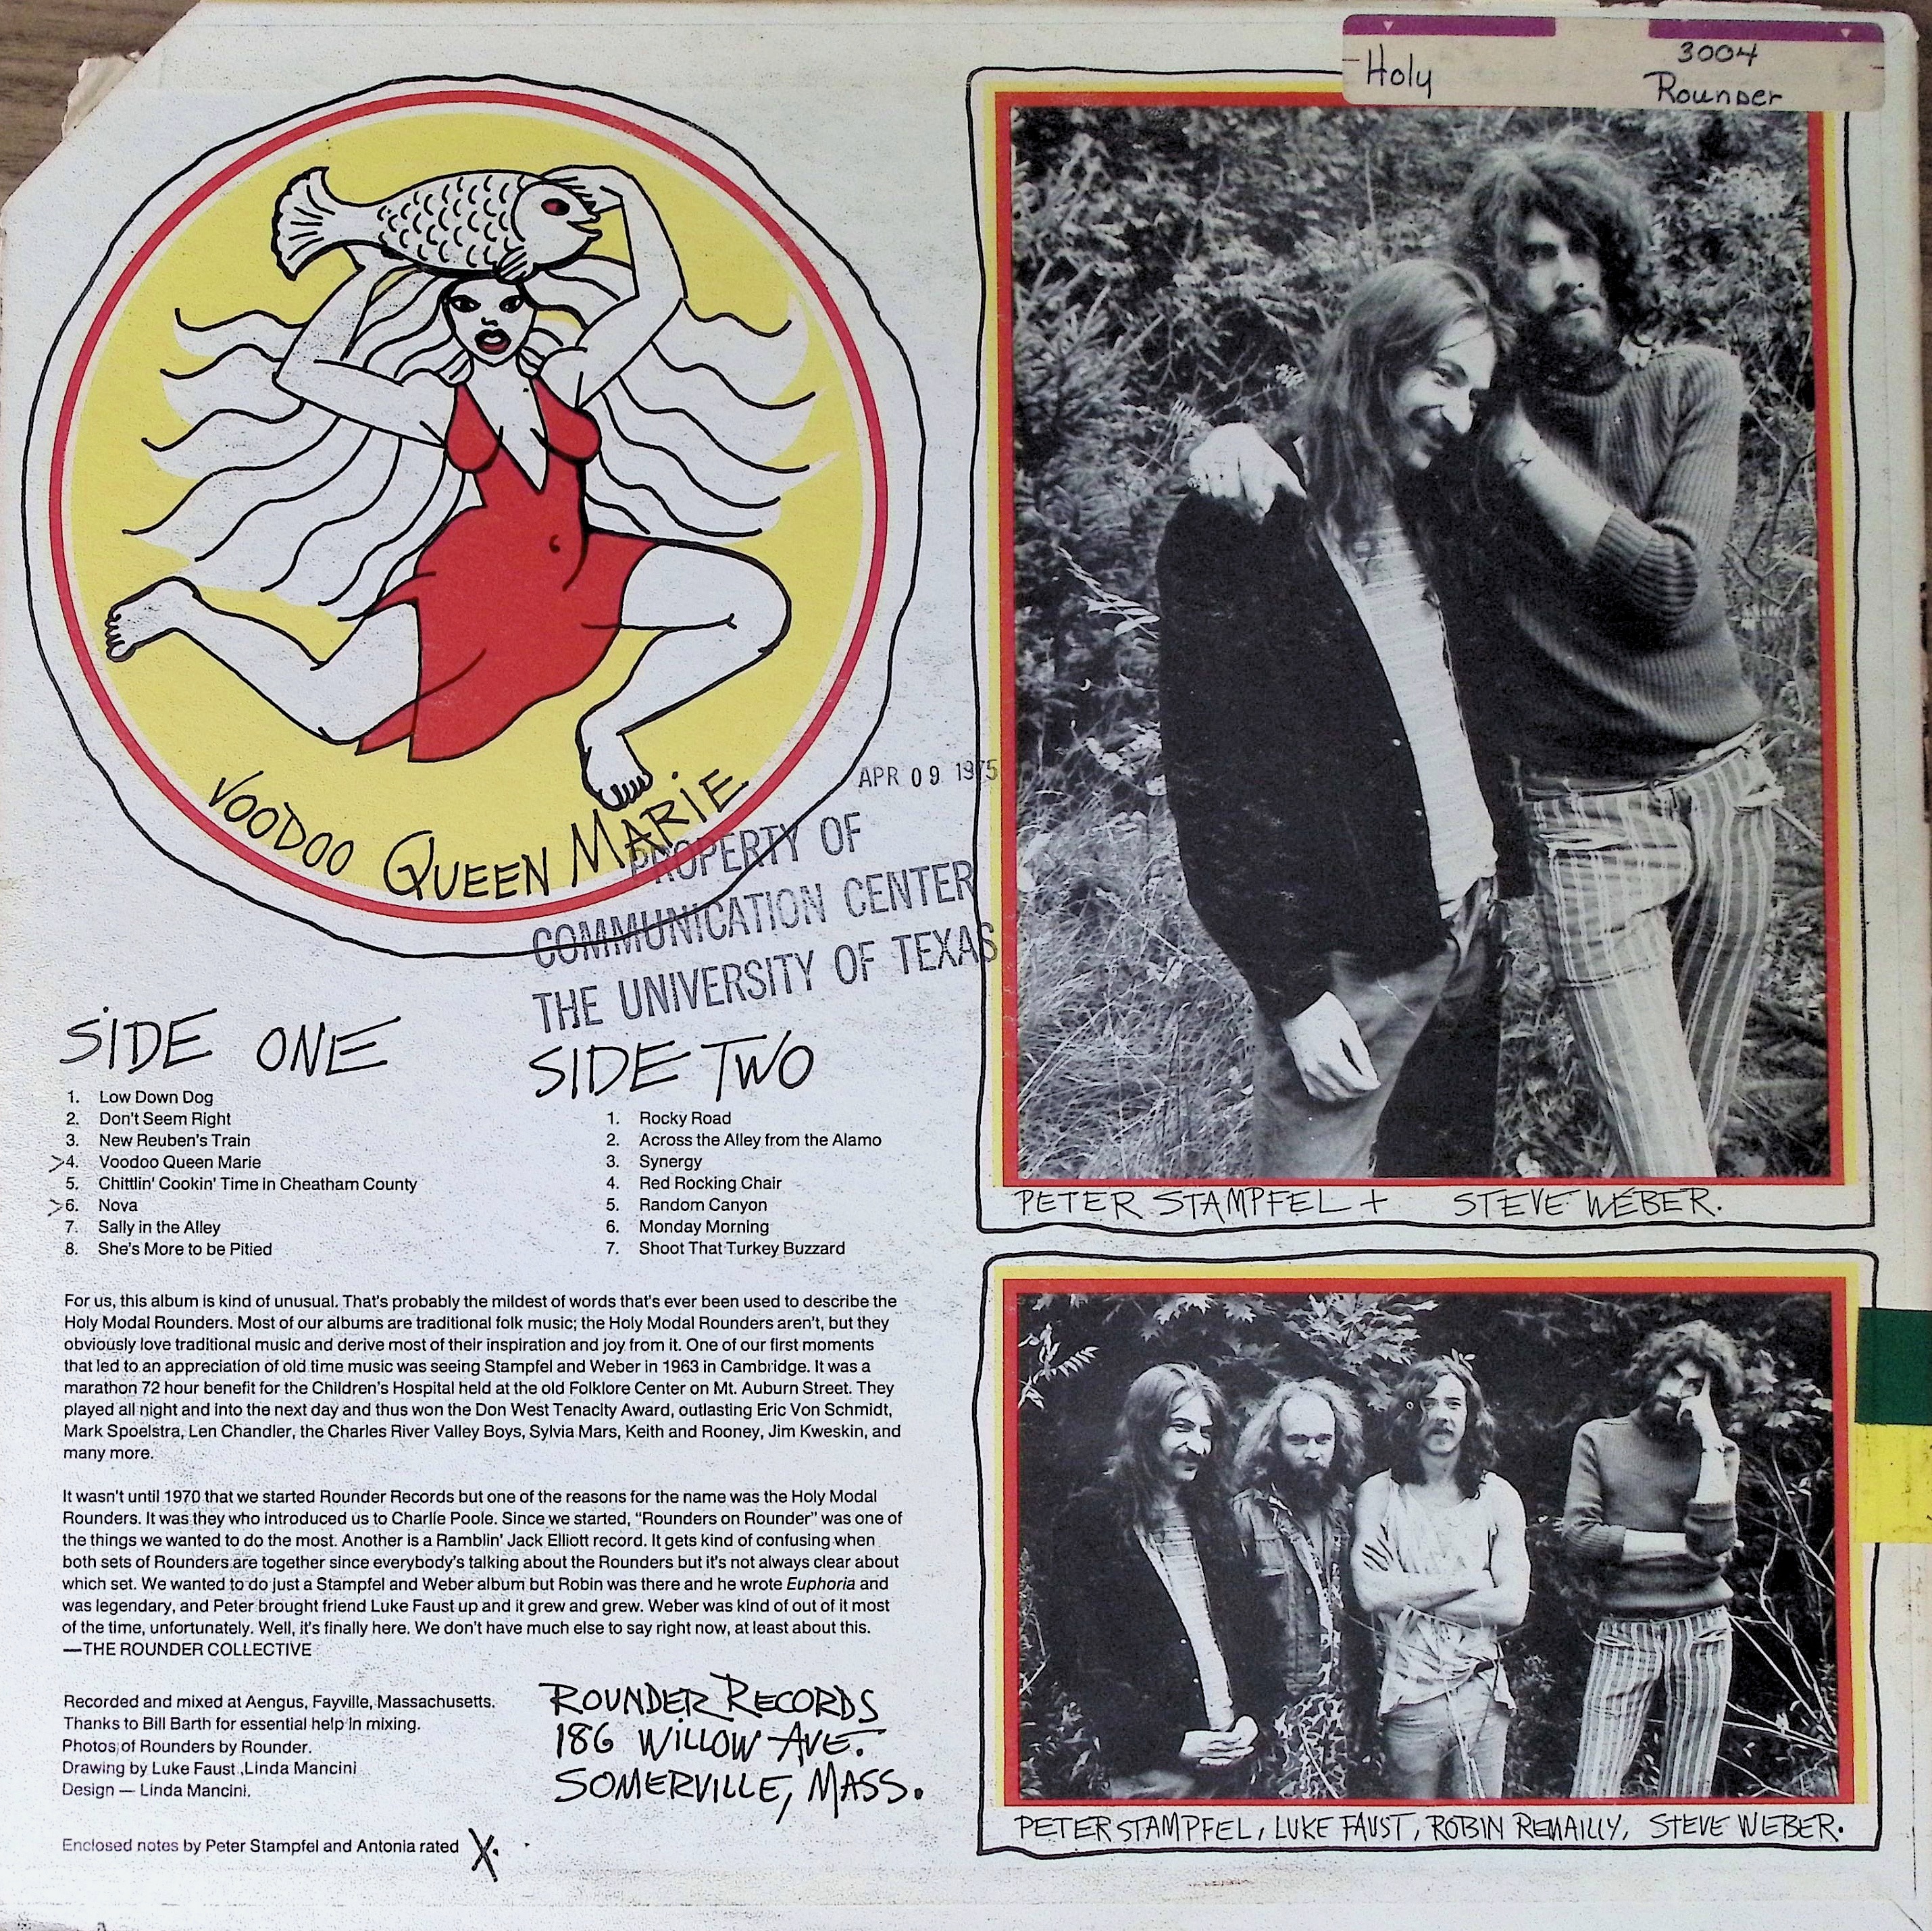 Holy
3004
Rounder
VOODOO QUEEN MARIE
APR 09 1975
PROPERTY OF
COMMUNICATION CENTER
THE UNIVERSITY OF TEXAS
SIDE ONE
1. Low Down Dog
2. Don't Seem Right
3. New Reuben's Train
>4. Voodoo Queen Marie
5. Chittlin' Cookin' Time in Cheatham County
>6. Nova
7. Sally in the Alley
8. She's More to be Pitied
SIDE TWO
1. Rocky Road
2. Across the Alley from the Alamo
3. Synergy
4. Red Rocking Chair
5. Random Canyon
6. Monday Morning
7. Shoot That Turkey Buzzard
For us, this album is kind of unusual. That's probably the mildest of words that's ever been used to describe the
Holy Modal Rounders. Most of our albums are traditional folk music; the Holy Modal Rounders aren't, but they
obviously love traditional music and derive most of their inspiration and joy from it. One of our first moments
that led to an appreciation of old time music was seeing Stampfel and Weber in 1963 in Cambridge. It was a
marathon 72 hour benefit for the Children's Hospital held at the old Folklore Center on Mt. Auburn Street. They
played all night and into the next day and thus won the Don West Tenacity Award, outlasting Eric Von Schmidt,
Mark Spoelstra, Len Chandler, the Charles River Valley Boys, Sylvia Mars, Keith and Rooney, Jim Kweskin, and
many more.
It wasn't until 1970 that we started Rounder Records but one of the reasons for the name was the Holy Modal
Rounders. It was they who introduced us to Charlie Poole. Since we started, “Rounders on Rounder” was one of
the things we wanted to do the most. Another is a Ramblin' Jack Elliott record. It gets kind of confusing when
both sets of Rounders are together since everybody's talking about the Rounders but it's not always clear about
which set. We wanted to do just a Stampfel and Weber album but Robin was there and he wrote Euphoria and
was legendary, and Peter brought friend Luke Faust up and it grew and grew. Weber was kind of out of it most
of the time, unfortunately. Well, it's finally here. We don't have much else to say right now, at least about this.
—THE ROUNDER COLLECTIVE
Recorded and mixed at Aengus, Fayville, Massachusetts.
Thanks to Bill Barth for essential help in mixing.
Photos of Rounders by Rounder.
Drawing by Luke Faust ,Linda Mancini
Design — Linda Mancini.
Enclosed notes by Peter Stampfel and Antonia rated X.
ROUNDER RECORDS
186 WILLOW AVE.
SOMERVILLE, MASS.
PETER STAMPFEL + STEVE WEBER.
PETER STAMPFEL, LUKE FAUST, ROBIN REMAILLY, STEVE WEBER.